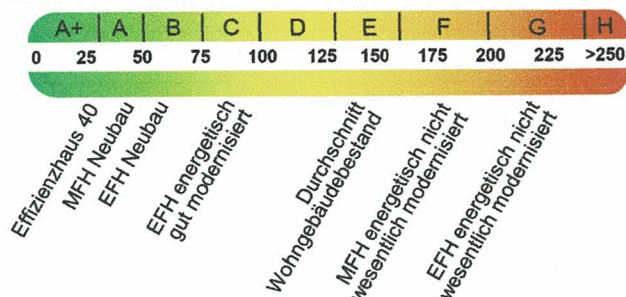 A+ A B C D E F G H
0 25 50 75 100 125 150 175 200 225 >250
Effizienzhaus 40
MFH Neubau
EFH Neubau
EFH energetisch
gut modernisiert
Durchschnitt
Wohngebäudebestand
MFH energetisch nicht
wesentlich modernisiert
EFH energetisch nicht
wesentlich modernisiert